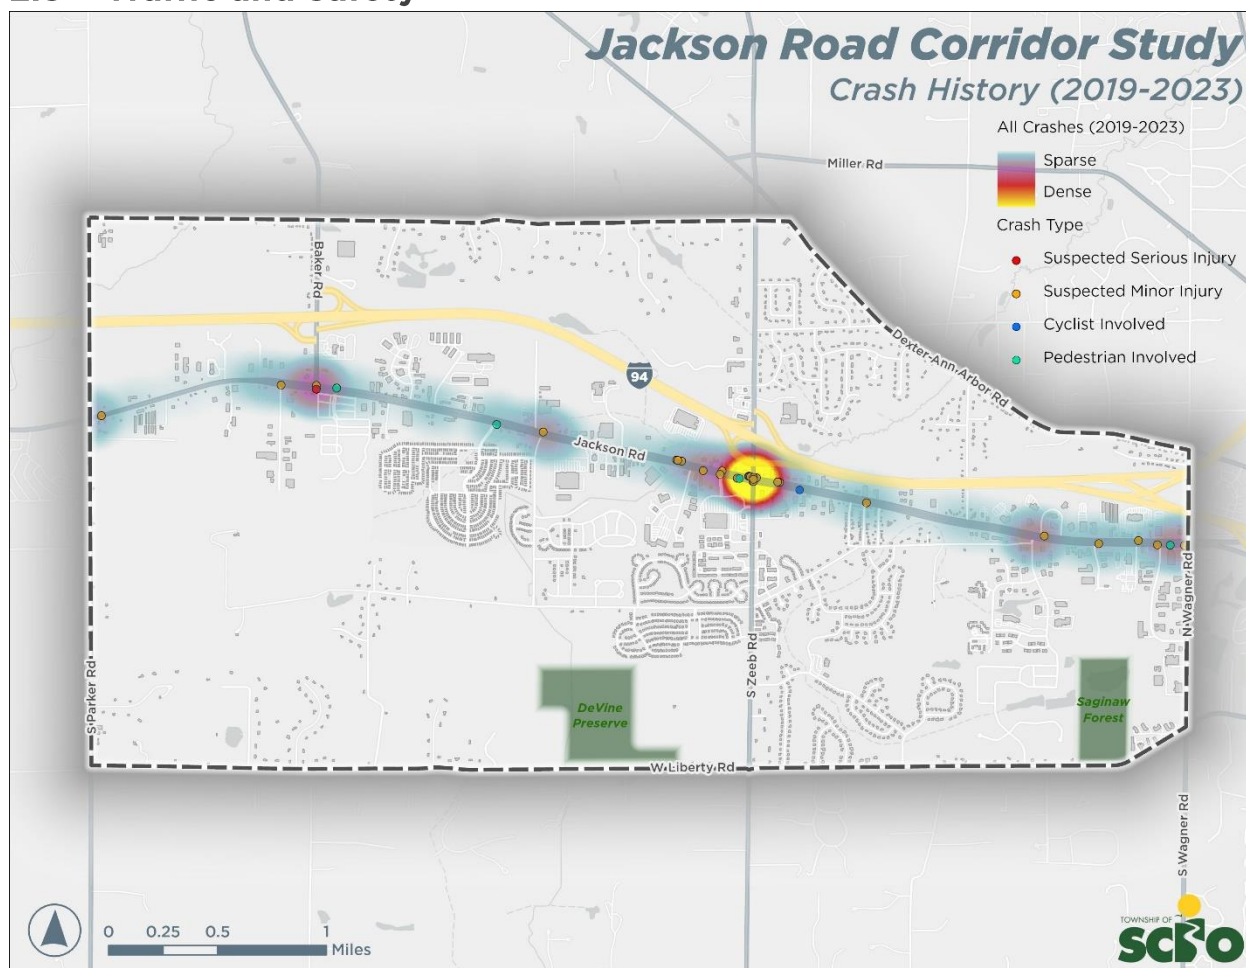 Jackson Road Corridor Study
Crash History (2019-2023)
All Crashes (2019-2023)
Sparse
Dense
Crash Type
Suspected Serious Injury
Suspected Minor Injury
Cyclist Involved
Pedestrian Involved
Miller Rd
Baker Rd
Dexter-Ann Arbor Rd
94
Jackson Rd
N Wagner Rd
S Zeeb Rd
S Parker Rd
DeVine
Preserve
Saginaw
Forest
W Liberty Rd
S Wagner Rd
0 0.25 0.5 1
Miles
TOWNSHIP OF
SCIO